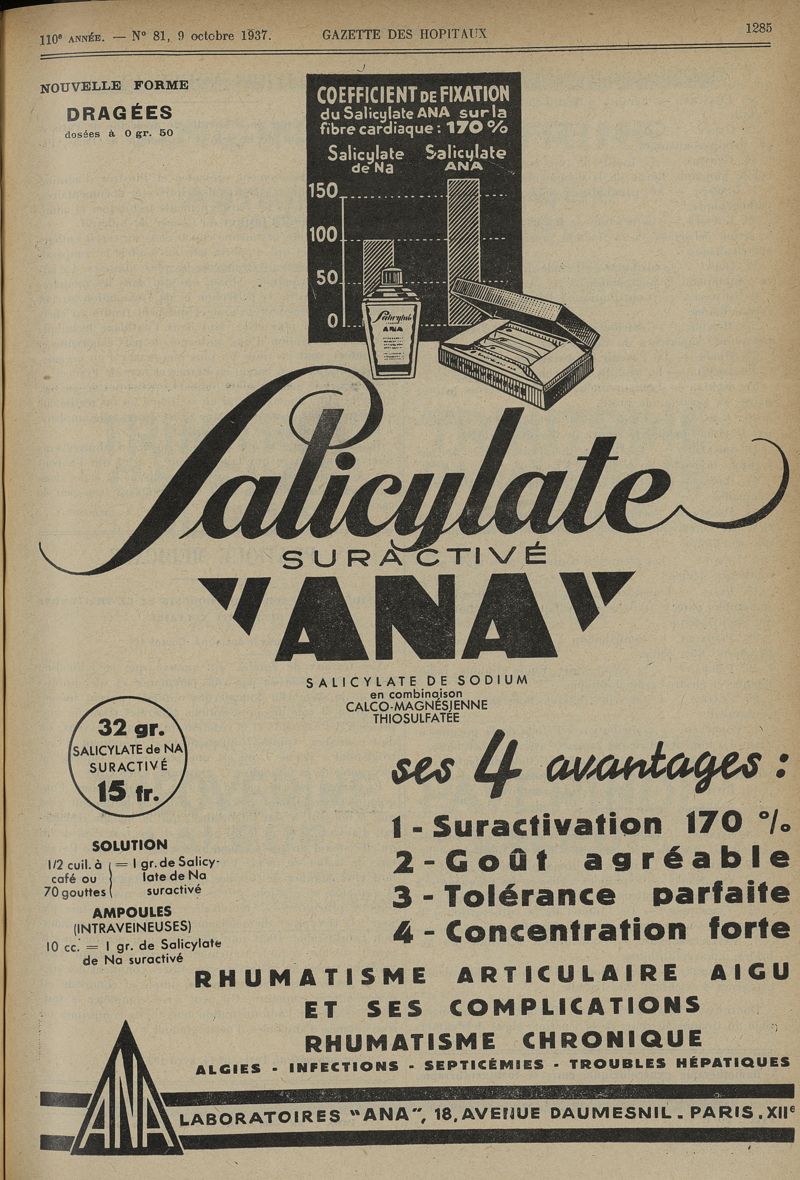 110e ANNÉE. — N° 81, 9 octobre 1937. GAZETTE DES HOPITAUX 1285
NOUVELLE FORME
DRAGÉES
dosées à 0 gr. 50
COEFFICIENT DE FIXATION
du Salicylate ANA sur la
fibre cardiaque : 170 %
Salicylate de Na
Salicylate ANA
150
100
50
0
Salicylate
ANA
Salicylate
SURACTIVÉ
"ANA"
SALICYLATE DE SODIUM
en combinaison
CALCO-MAGNÉSIENNE
THIOSULFATÉE
32 gr.
SALICYLATE de NA
SURACTIVÉ
15 fr.
ses 4 avantages :
1 - Suractivation 170 %
2 - Goût agréable
3 - Tolérance parfaite
4 - Concentration forte
SOLUTION
1/2 cuil. à café ou 70 gouttes = 1 gr. de Salicylate de Na suractivé
AMPOULES
(INTRAVEINEUSES)
10 cc. = 1 gr. de Salicylate
de Na suractivé
RHUMATISME ARTICULAIRE AIGU
ET SES COMPLICATIONS
RHUMATISME CHRONIQUE
ALGIES - INFECTIONS - SEPTICÉMIES - TROUBLES HÉPATIQUES
ANA
LABORATOIRES "ANA", 18, AVENUE DAUMESNIL . PARIS . XIIe